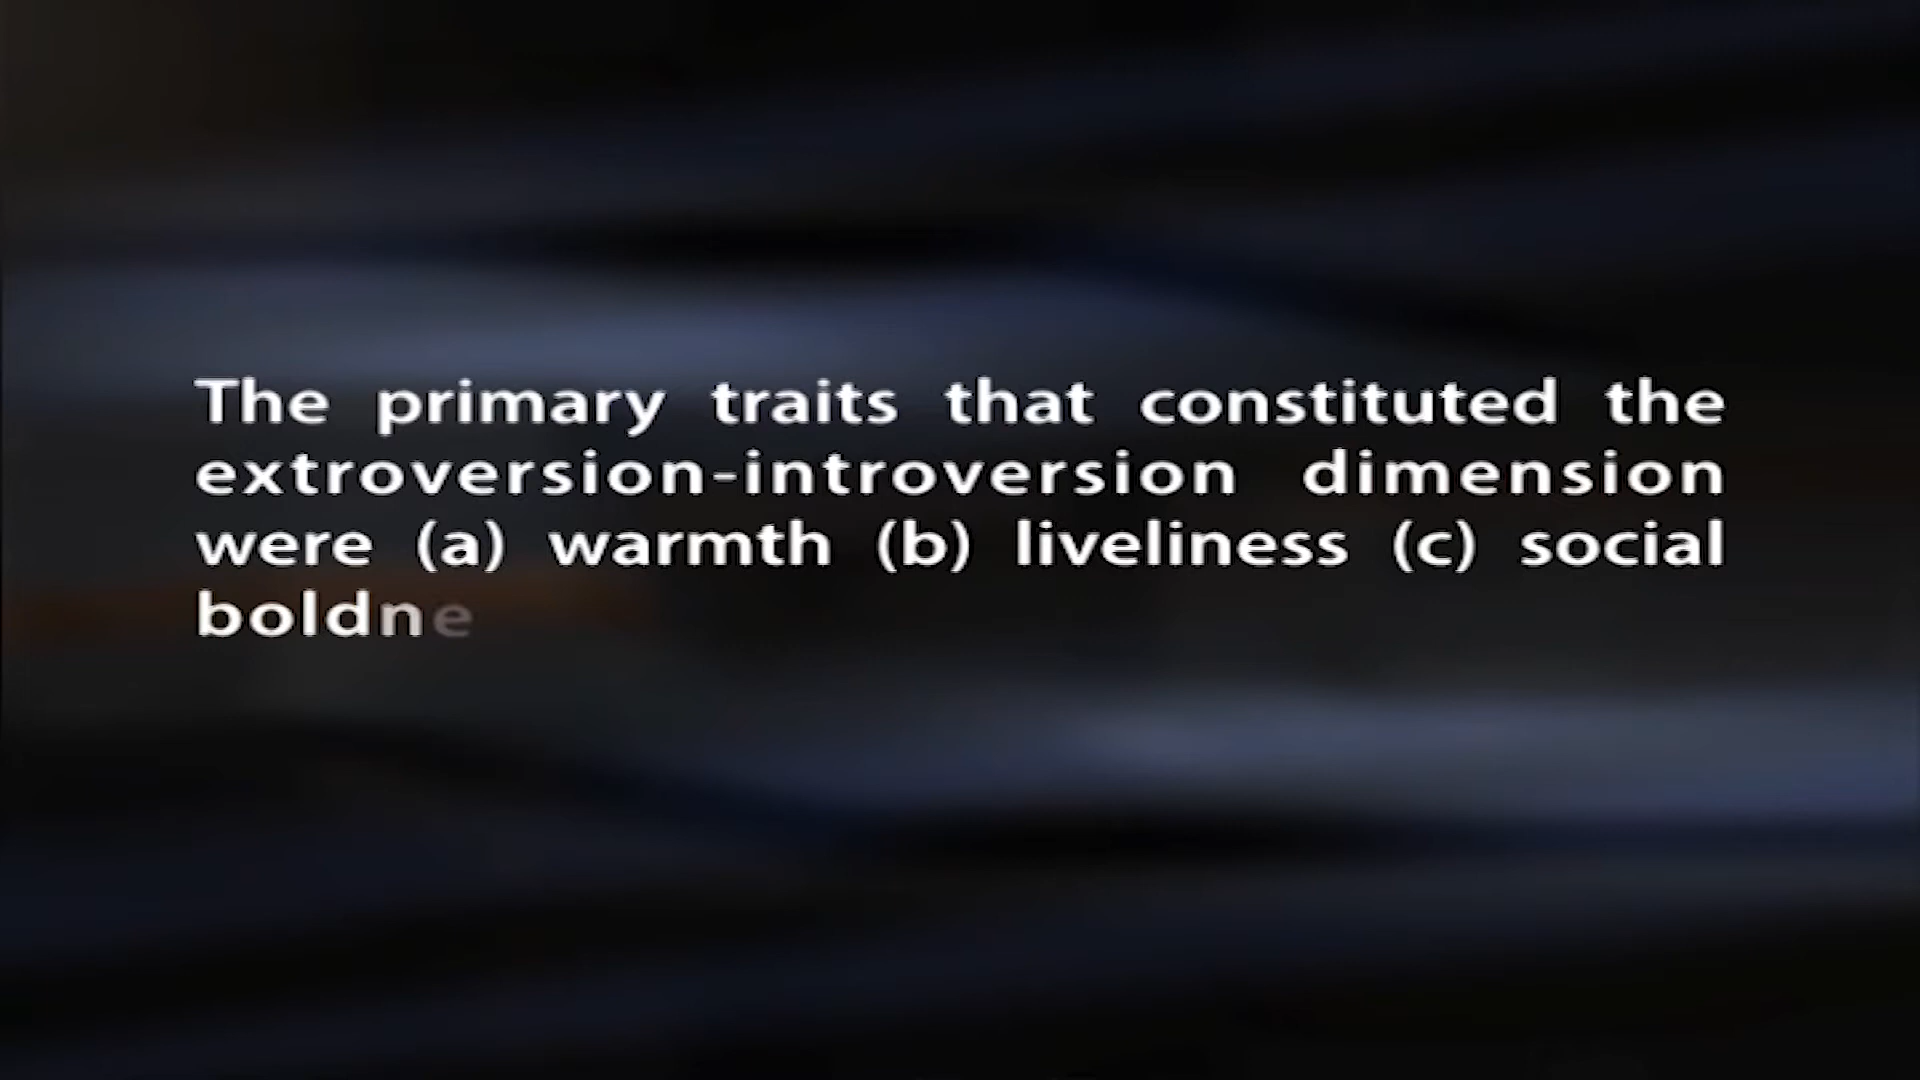 The primary traits that constituted the
extroversion-introversion dimension
were (a) warmth (b) liveliness (c) social
boldne